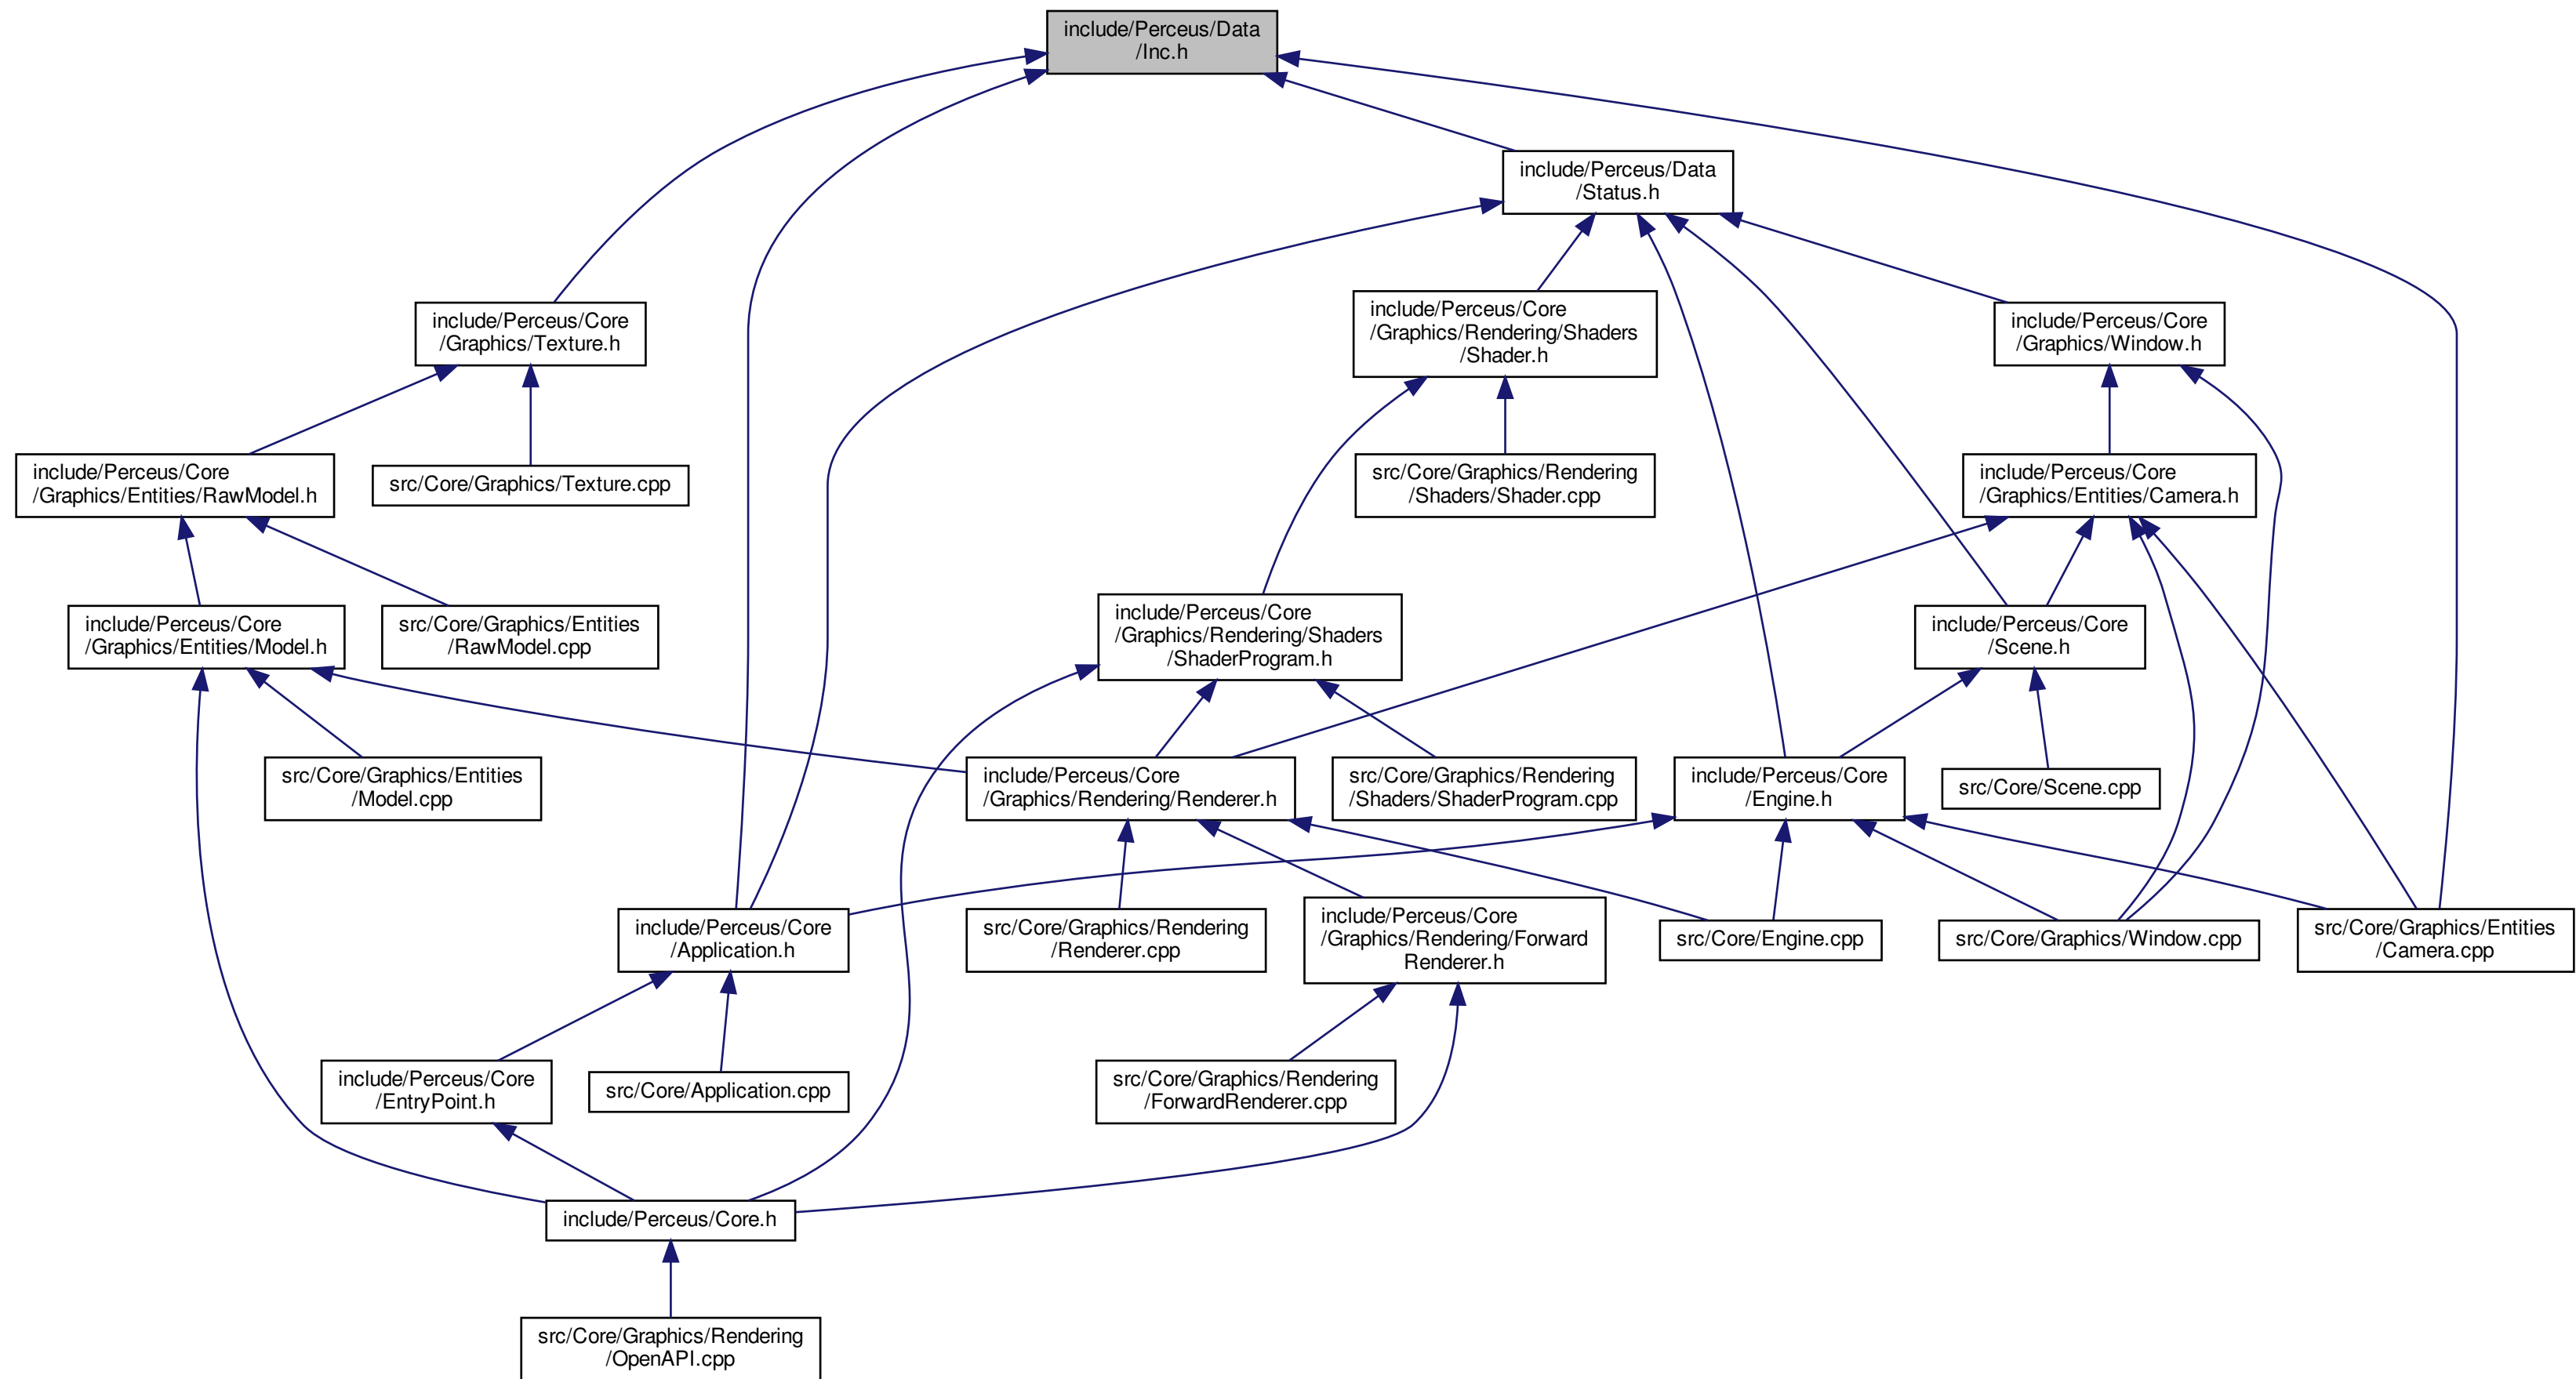 include/Perceus/Data
/Inc.h
include/Perceus/Data
/Status.h
include/Perceus/Core
/Graphics/Texture.h
include/Perceus/Core
/Graphics/Rendering/Shaders
/Shader.h
include/Perceus/Core
/Graphics/Window.h
include/Perceus/Core
/Graphics/Entities/RawModel.h
src/Core/Graphics/Texture.cpp
src/Core/Graphics/Rendering
/Shaders/Shader.cpp
include/Perceus/Core
/Graphics/Entities/Camera.h
include/Perceus/Core
/Graphics/Entities/Model.h
src/Core/Graphics/Entities
/RawModel.cpp
include/Perceus/Core
/Graphics/Rendering/Shaders
/ShaderProgram.h
include/Perceus/Core
/Scene.h
src/Core/Graphics/Entities
/Model.cpp
include/Perceus/Core
/Graphics/Rendering/Renderer.h
src/Core/Graphics/Rendering
/Shaders/ShaderProgram.cpp
include/Perceus/Core
/Engine.h
src/Core/Scene.cpp
include/Perceus/Core
/Application.h
src/Core/Graphics/Rendering
/Renderer.cpp
include/Perceus/Core
/Graphics/Rendering/Forward
Renderer.h
src/Core/Engine.cpp
src/Core/Graphics/Window.cpp
src/Core/Graphics/Entities
/Camera.cpp
include/Perceus/Core
/EntryPoint.h
src/Core/Application.cpp
src/Core/Graphics/Rendering
/ForwardRenderer.cpp
include/Perceus/Core.h
src/Core/Graphics/Rendering
/OpenAPI.cpp